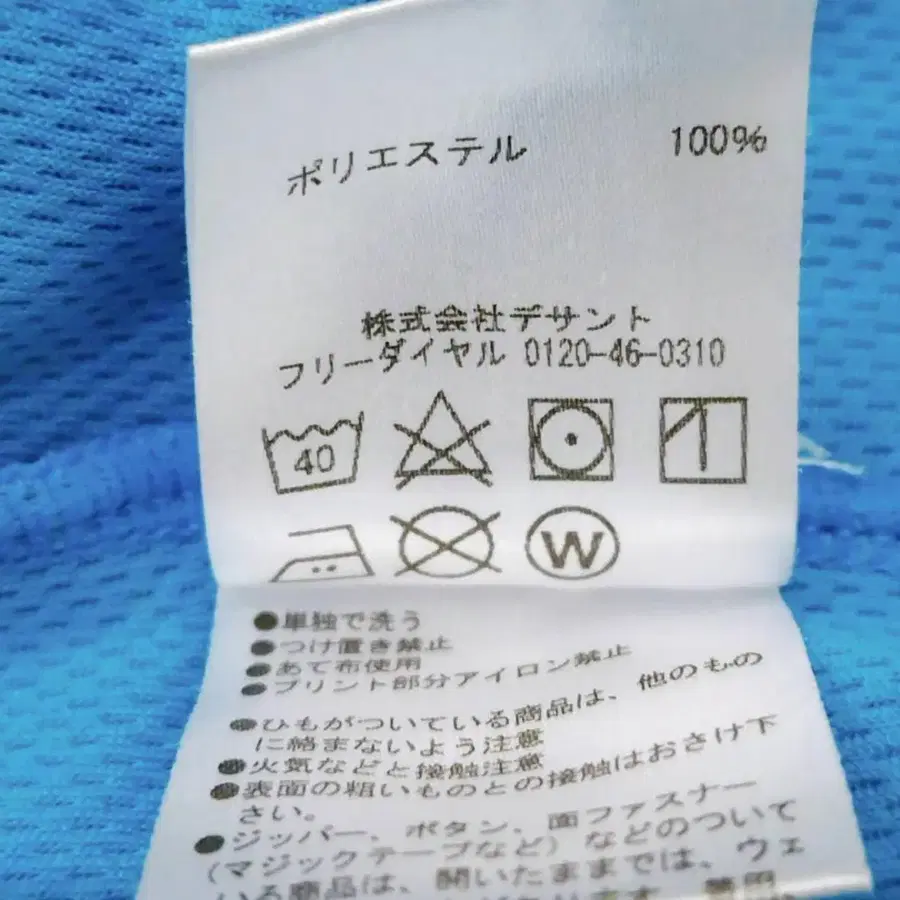 ポリエステル 100%
株式会社デサント
フリーダイヤル 0120-46-0310
40
W
●単独で洗う
●つけ置き禁止
●あて布使用
●プリント部分アイロン禁止
●ひもがついている商品は、他のもの
に絡まないよう注意
●火気などと接触注意
●表面の粗いものとの接触はおさけ下
さい。
●ジッパー、ボタン、面ファスナー
(マジックテープなど)などのついて
いる商品は、開いたままでは、ウェ